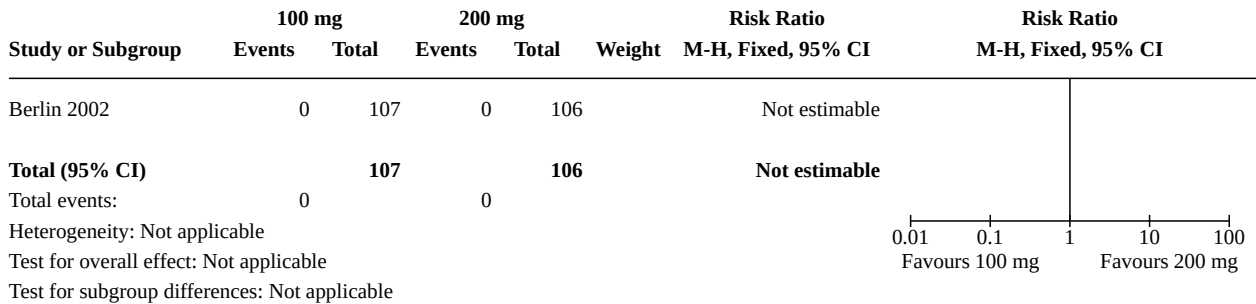 100 mg 200 mg Risk Ratio Risk Ratio
Study or Subgroup Events Total Events Total Weight M-H, Fixed, 95% CI M-H, Fixed, 95% CI
Berlin 2002 0 107 0 106 Not estimable
Total (95% CI) 107 106 Not estimable
Total events: 0 0
Heterogeneity: Not applicable
0.01 0.1 1 10 100
Test for overall effect: Not applicable Favours 100 mg Favours 200 mg
Test for subgroup differences: Not applicable